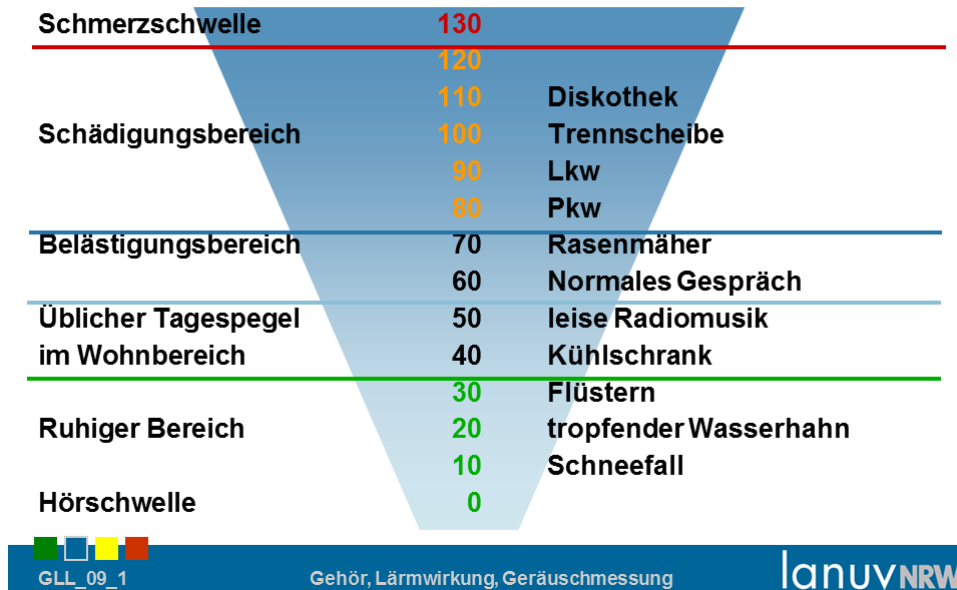 Schmerzschwelle 130
120
110 Diskothek
Schädigungsbereich 100 Trennscheibe
90 Lkw
80 Pkw
Belästigungsbereich 70 Rasenmäher
60 Normales Gespräch
Üblicher Tagespegel 50 leise Radiomusik
im Wohnbereich 40 Kühlschrank
30 Flüstern
Ruhiger Bereich 20 tropfender Wasserhahn
10 Schneefall
Hörschwelle 0
GLL_09_1 Gehör, Lärmwirkung, Geräuschmessung lanuvNRW